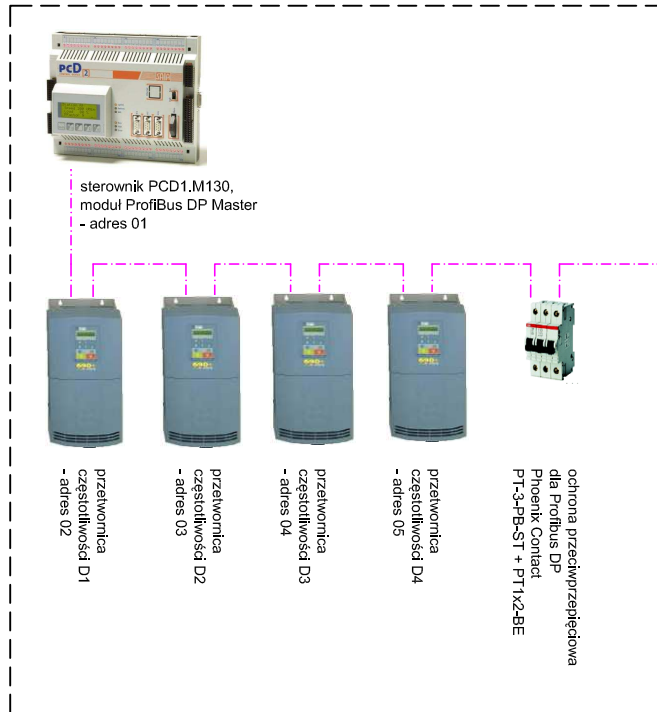 PCD 2
sterownik PCD1.M130,
moduł ProfiBus DP Master
- adres 01
przetwornica
częstotliwości D1
- adres 02
przetwornica
częstotliwości D2
- adres 03
przetwornica
częstotliwości D3
- adres 04
przetwornica
częstotliwości D4
- adres 05
ochrona przeciwprzepięciowa
dla Profibus DP
Phoenix Contact
PT-3-PB-ST + PT1x2-BE